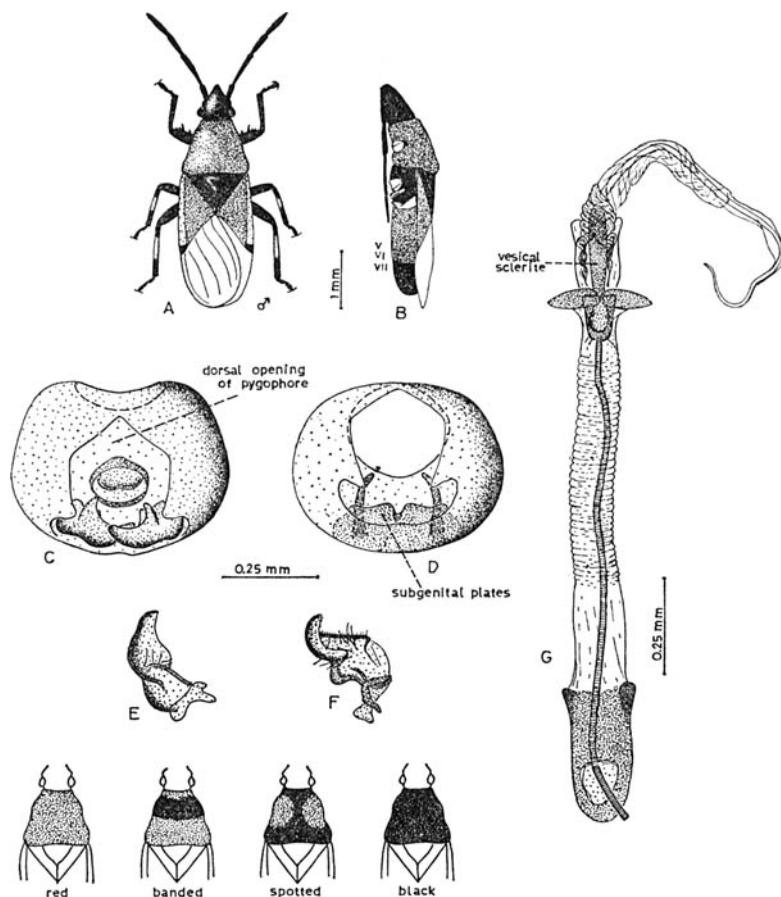 A
♂
1 mm
B
V
VI
VII
vesical
sclerite
dorsal opening
of pygophore
C
D
0.25 mm
subgenital plates
E
F
G
0.25 mm
red
banded
spotted
black